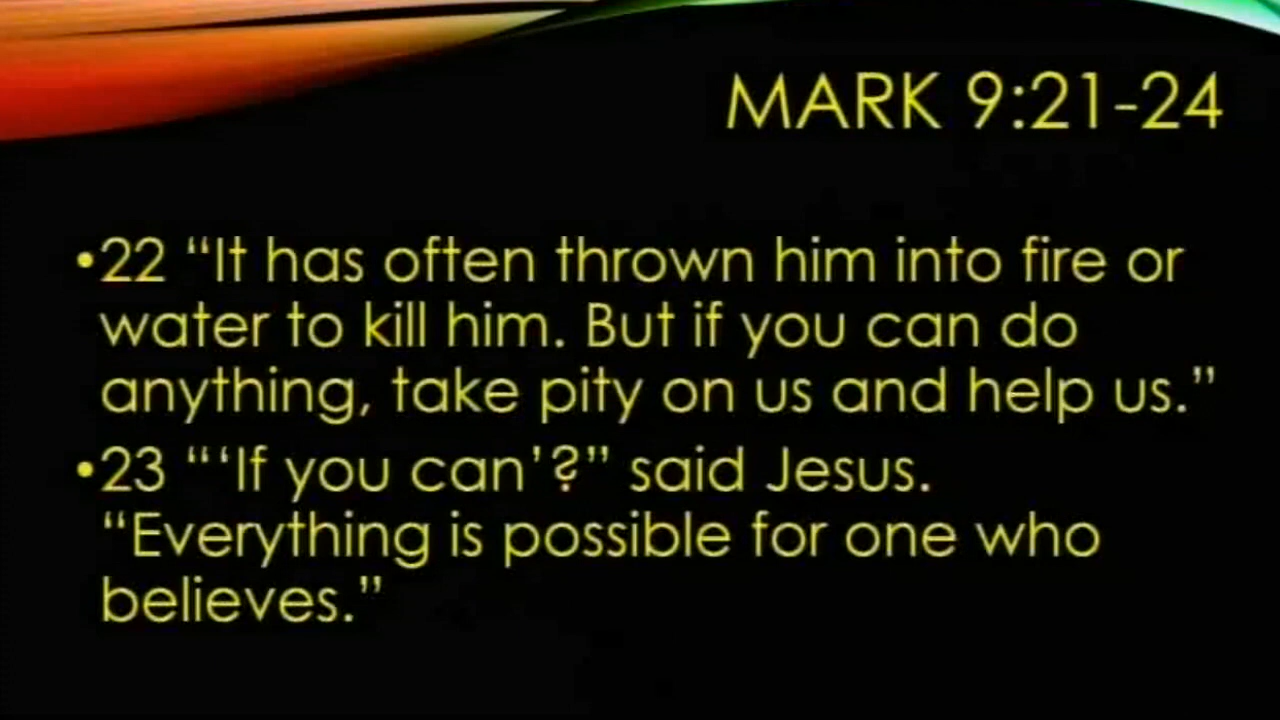 MARK 9:21-24
•22 “It has often thrown him into fire or
water to kill him. But if you can do
anything, take pity on us and help us.”
•23 “‘If you can’?” said Jesus.
“Everything is possible for one who
believes.”